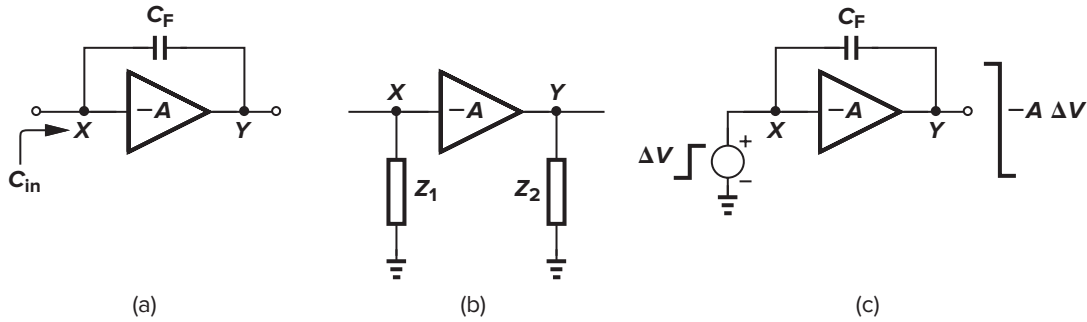 C_F
−A
X
Y
C_in
(a)
X
−A
Y
Z_1
Z_2
(b)
C_F
−A
X
Y
ΔV
+
−
−A ΔV
(c)